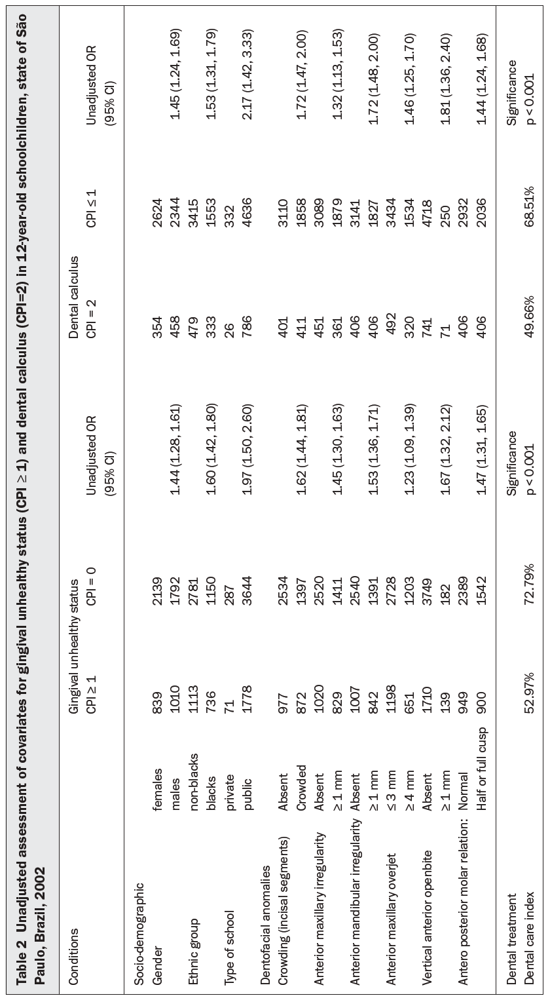 Table 2 Unadjusted assessment of covariates for gingival unhealthy status (CPI ≥ 1) and dental calculus (CPI=2) in 12-year-old schoolchildren, state of São
Paulo, Brazil, 2002
Conditions Gingival unhealthy status Dental calculus
CPI ≥ 1 CPI = 0 Unadjusted OR CPI = 2 CPI ≤ 1 Unadjusted OR
(95% CI) (95% CI)
Socio-demographic
Gender females 839 2139 354 2624
males 1010 1792 1.44 (1.28, 1.61) 458 2344 1.45 (1.24, 1.69)
Ethnic group non-blacks 1113 2781 479 3415
blacks 736 1150 1.60 (1.42, 1.80) 333 1553 1.53 (1.31, 1.79)
Type of school private 71 287 26 332
public 1778 3644 1.97 (1.50, 2.60) 786 4636 2.17 (1.42, 3.33)
Dentofacial anomalies
Crowding (incisal segments) Absent 977 2534 401 3110
Crowded 872 1397 1.62 (1.44, 1.81) 411 1858 1.72 (1.47, 2.00)
Anterior maxillary irregularity Absent 1020 2520 451 3089
≥ 1 mm 829 1411 1.45 (1.30, 1.63) 361 1879 1.32 (1.13, 1.53)
Anterior mandibular irregularity Absent 1007 2540 406 3141
≥ 1 mm 842 1391 1.53 (1.36, 1.71) 406 1827 1.72 (1.48, 2.00)
Anterior maxillary overjet ≤ 3 mm 1198 2728 492 3434
≥ 4 mm 651 1203 1.23 (1.09, 1.39) 320 1534 1.46 (1.25, 1.70)
Vertical anterior openbite Absent 1710 3749 741 4718
≥ 1 mm 139 182 1.67 (1.32, 2.12) 71 250 1.81 (1.36, 2.40)
Antero posterior molar relation: Normal 949 2389 406 2932
Half or full cusp 900 1542 1.47 (1.31, 1.65) 406 2036 1.44 (1.24, 1.68)
Dental treatment Significance Significance
Dental care index 52.97% 72.79% p < 0.001 49.66% 68.51% p < 0.001